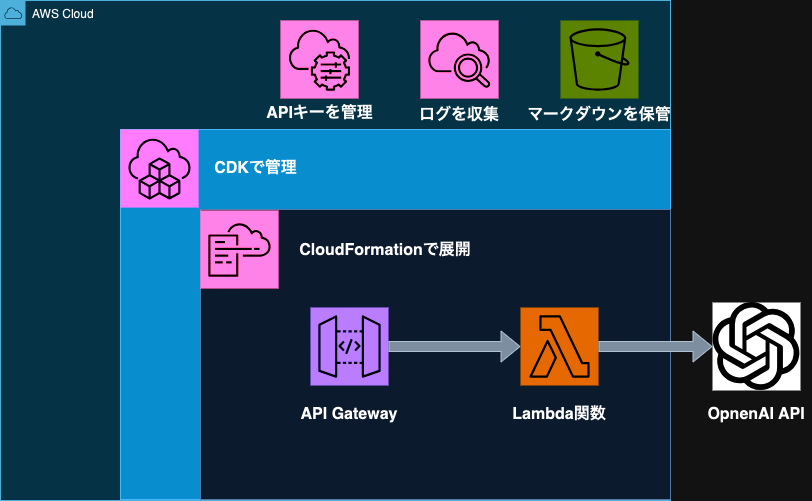 AWS Cloud
APIキーを管理
ログを収集
マークダウンを保管
CDKで管理
CloudFormationで展開
</>
API Gateway
Lambda関数
OpnenAI API